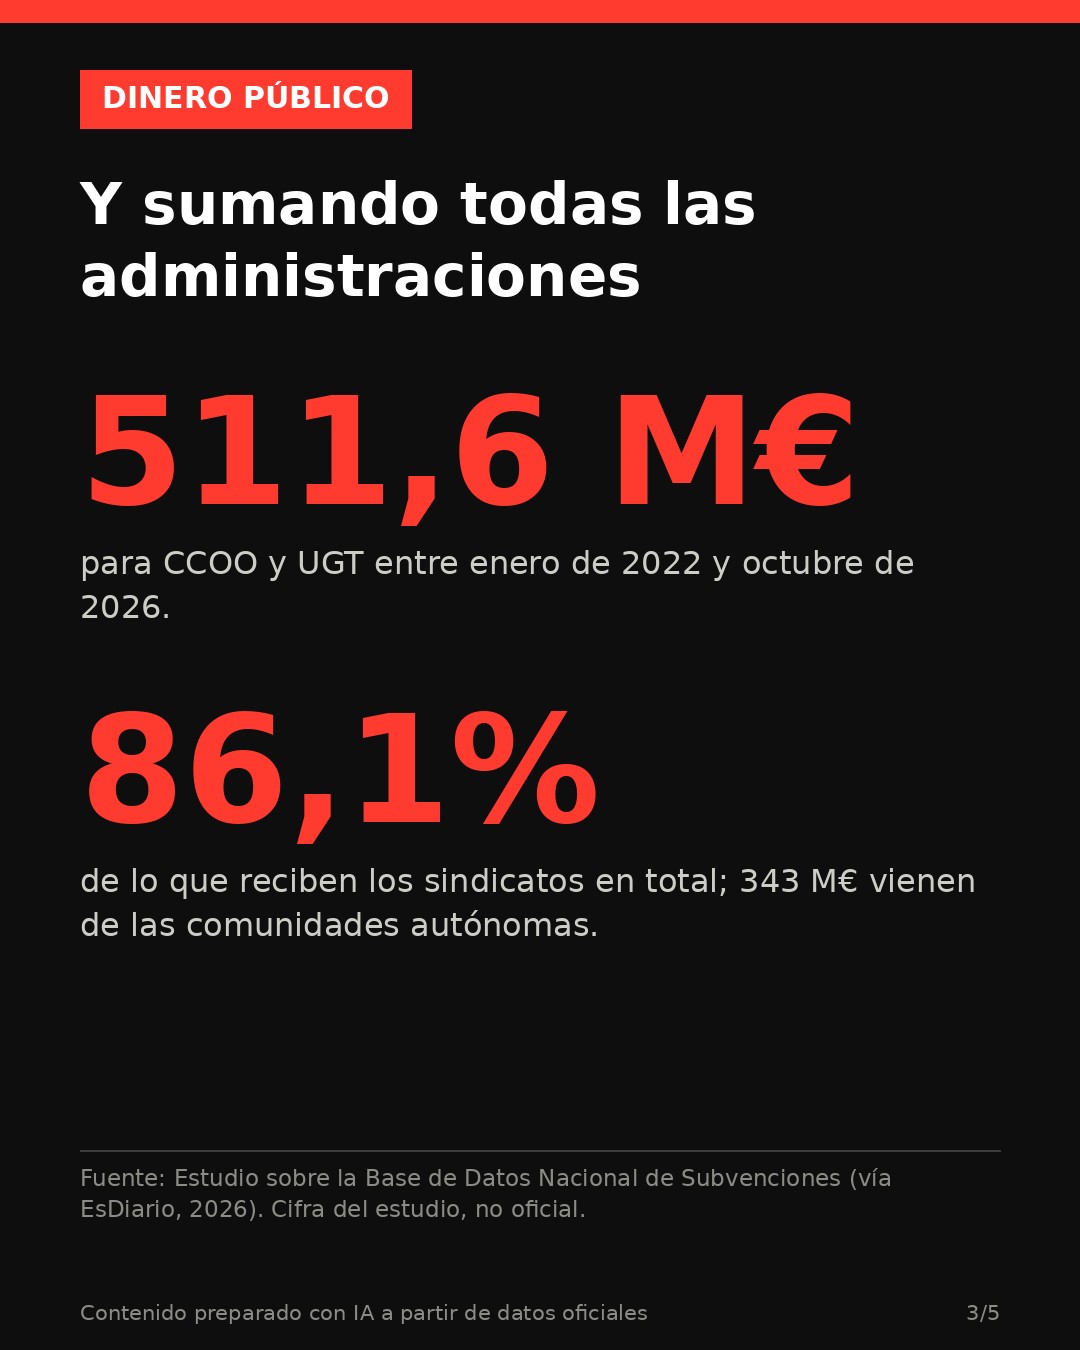 DINERO PÚBLICO
Y sumando todas las
administraciones
511,6 M€
para CCOO y UGT entre enero de 2022 y octubre de
2026.
86,1%
de lo que reciben los sindicatos en total; 343 M€ vienen
de las comunidades autónomas.
Fuente: Estudio sobre la Base de Datos Nacional de Subvenciones (vía
EsDiario, 2026). Cifra del estudio, no oficial.
Contenido preparado con IA a partir de datos oficiales
3/5